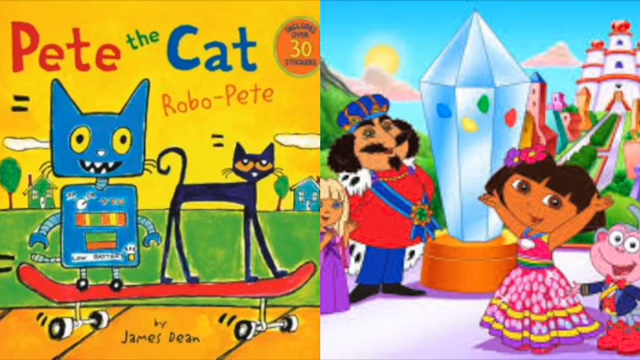 Pete the Cat
INCLUDES
OVER
30
STICKERS
Robo-Pete
LOW BATTERY
by
James Dean